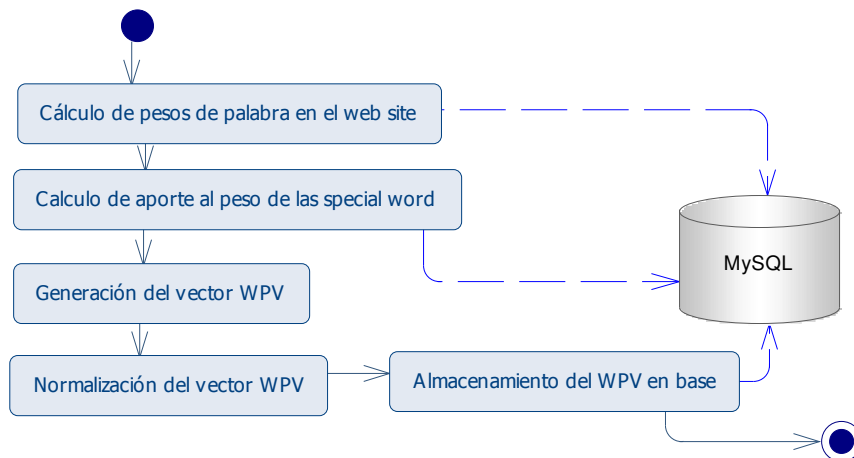 Cálculo de pesos de palabra en el web site
Calculo de aporte al peso de las special word
MySQL
Generación del vector WPV
Normalización del vector WPV
Almacenamiento del WPV en base